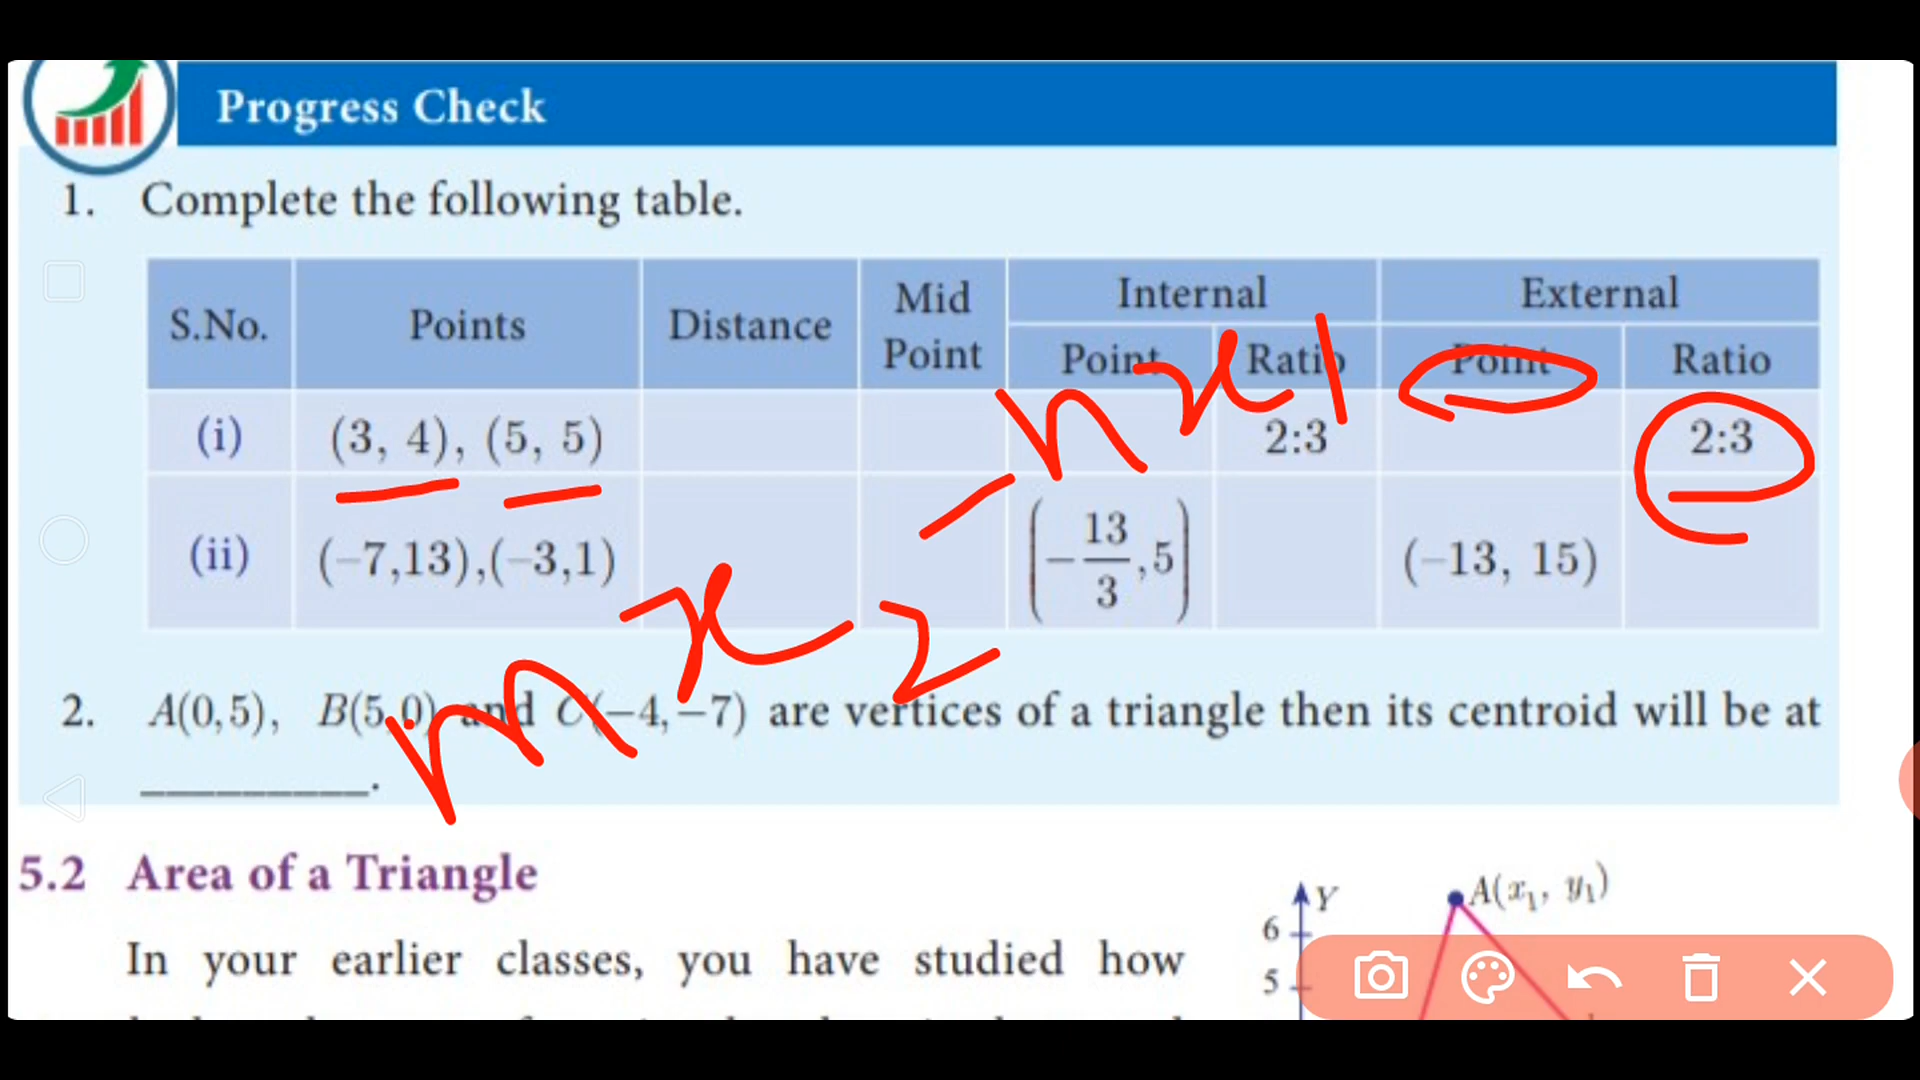 Progress Check
1. Complete the following table.
S.No. Points Distance Mid Point Internal External
Point Ratio Point Ratio
(i) (3, 4), (5, 5) 2:3 2:3
(ii) (−7,13),(−3,1) (−13/3,5) (−13, 15)
mx2 − nx1
2. A(0,5), B(5,0) and C(−4,−7) are vertices of a triangle then its centroid will be at
__________.
5.2 Area of a Triangle
In your earlier classes, you have studied how
Y
6
5
A(x₁, y₁)